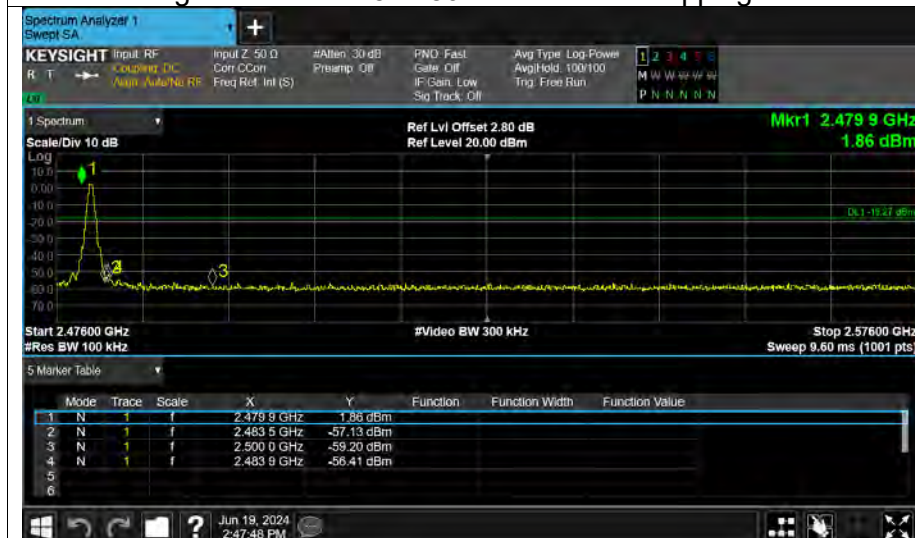 Spectrum Analyzer 1
Swept SA
+
KEYSIGHT Input: RF Input Z: 50 Ω #Atten: 30 dB PNO: Fast Avg Type: Log-Power 1 2 3 4 5 6
R T Coupling: DC Corr CCorr Preamp: Off Gate: Off Avg|Hold: 100/100 M W W W W W
Align: Auto/No RF Freq Ref: Int (S) IF Gain: Low Trig: Free Run
Sig Track: Off P N N N N N
1 Spectrum Ref Lvl Offset 2.80 dB Mkr1 2.479 9 GHz
Scale/Div 10 dB Ref Level 20.00 dBm 1.86 dBm
Log
10.0 1
0.00
-10.0
-20.0 DL1 -18.27 dBm
-30.0
-40.0
-50.0 3
-60.0
-70.0
Start 2.47600 GHz #Video BW 300 kHz Stop 2.57600 GHz
#Res BW 100 kHz Sweep 9.60 ms (1001 pts)
5 Marker Table
Mode Trace Scale X Y Function Function Width Function Value
1 N 1 f 2.479 9 GHz 1.86 dBm
2 N 1 f 2.483 5 GHz -57.13 dBm
3 N 1 f 2.500 0 GHz -59.20 dBm
4 N 1 f 2.483 9 GHz -56.41 dBm
5
6
? Jun 19, 2024
2:47:48 PM